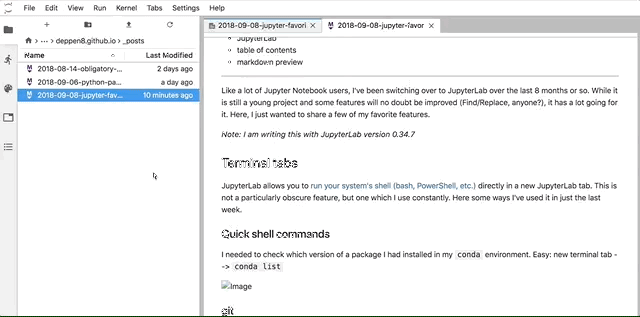 File Edit View Run Kernel Tabs Settings Help
deppen8.github.io > _posts
Name Last Modified
2018-08-14-obligatory-... 2 days ago
2018-09-06-python-pa... a day ago
2018-09-08-jupyter-fav... 10 minutes ago
2018-09-08-jupyter-favori × 2018-09-08-jupyter-favor ×
JupyterLab
table of contents
markdown preview
Like a lot of Jupyter Notebook users, I've been switching over to JupyterLab over the last 8 months or so. While it
is still a young project and some features will no doubt be improved (Find/Replace, anyone?), it has a lot going for
it. Here, I just wanted to share a few of my favorite features.
Note: I am writing this with JupyterLab version 0.34.7
Terminal tabs
JupyterLab allows you to run your system's shell (bash, PowerShell, etc.) directly in a new JupyterLab tab. This is
not a particularly obscure feature, but one which I use constantly. Here some ways I've used it in just the last
week.
Quick shell commands
I needed to check which version of a package I had installed in my conda environment. Easy: new terminal tab -
-> conda list
Image
git